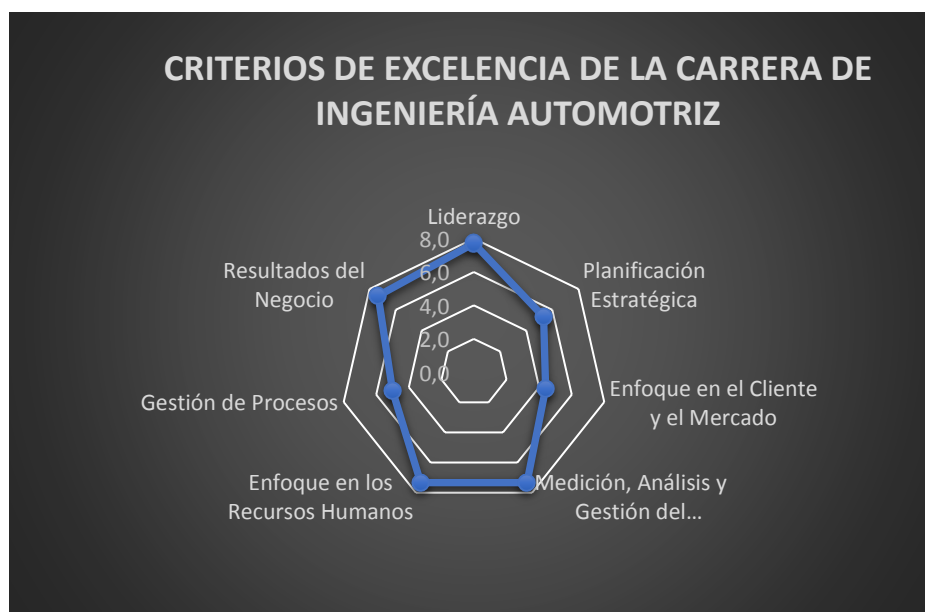 CRITERIOS DE EXCELENCIA DE LA CARRERA DE
INGENIERÍA AUTOMOTRIZ
Liderazgo
8,0
6,0
4,0
2,0
0,0
Planificación
Estratégica
Enfoque en el Cliente
y el Mercado
Medición, Análisis y
Gestión del…
Enfoque en los
Recursos Humanos
Gestión de Procesos
Resultados del
Negocio